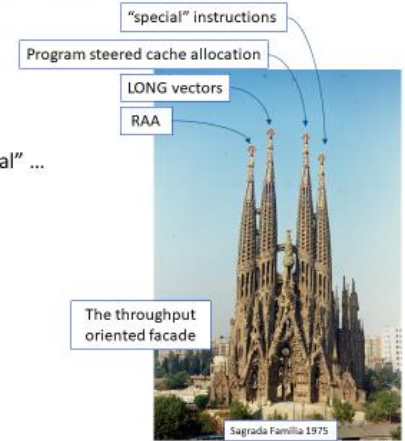 “special” instructions
Program steered cache allocation
LONG vectors
RAA
al” ...
The throughput
oriented facade
Sagrada Familia 1975